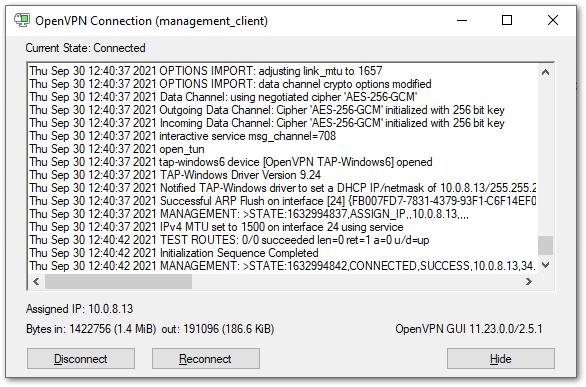 OpenVPN Connection (management_client)
Current State: Connected
Thu Sep 30 12:40:37 2021 OPTIONS IMPORT: adjusting link_mtu to 1657
Thu Sep 30 12:40:37 2021 OPTIONS IMPORT: data channel crypto options modified
Thu Sep 30 12:40:37 2021 Data Channel: using negotiated cipher 'AES-256-GCM'
Thu Sep 30 12:40:37 2021 Outgoing Data Channel: Cipher 'AES-256-GCM' initialized with 256 bit key
Thu Sep 30 12:40:37 2021 Incoming Data Channel: Cipher 'AES-256-GCM' initialized with 256 bit key
Thu Sep 30 12:40:37 2021 interactive service msg_channel=708
Thu Sep 30 12:40:37 2021 open_tun
Thu Sep 30 12:40:37 2021 tap-windows6 device [OpenVPN TAP-Windows6] opened
Thu Sep 30 12:40:37 2021 TAP-Windows Driver Version 9.24
Thu Sep 30 12:40:37 2021 Notified TAP-Windows driver to set a DHCP IP/netmask of 10.0.8.13/255.255.2
Thu Sep 30 12:40:37 2021 Successful ARP Flush on interface [24] {FB007FD7-7831-4379-93F1-C6F14EF0
Thu Sep 30 12:40:37 2021 MANAGEMENT: >STATE:1632994837,ASSIGN_IP,,10.0.8.13,,,,
Thu Sep 30 12:40:37 2021 IPv4 MTU set to 1500 on interface 24 using service
Thu Sep 30 12:40:42 2021 TEST ROUTES: 0/0 succeeded len=0 ret=1 a=0 u/d=up
Thu Sep 30 12:40:42 2021 Initialization Sequence Completed
Thu Sep 30 12:40:42 2021 MANAGEMENT: >STATE:1632994842,CONNECTED,SUCCESS,10.0.8.13,34.
Assigned IP: 10.0.8.13
Bytes in: 1422756 (1.4 MiB) out: 191096 (186.6 KiB)
OpenVPN GUI 11.23.0.0/2.5.1
Disconnect
Reconnect
Hide